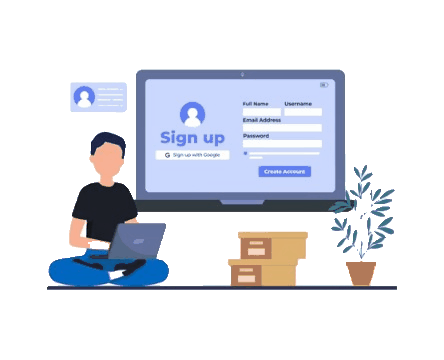 Full Name Username
Email Address
Sign up
Password
G Sign up with Google
Create Account